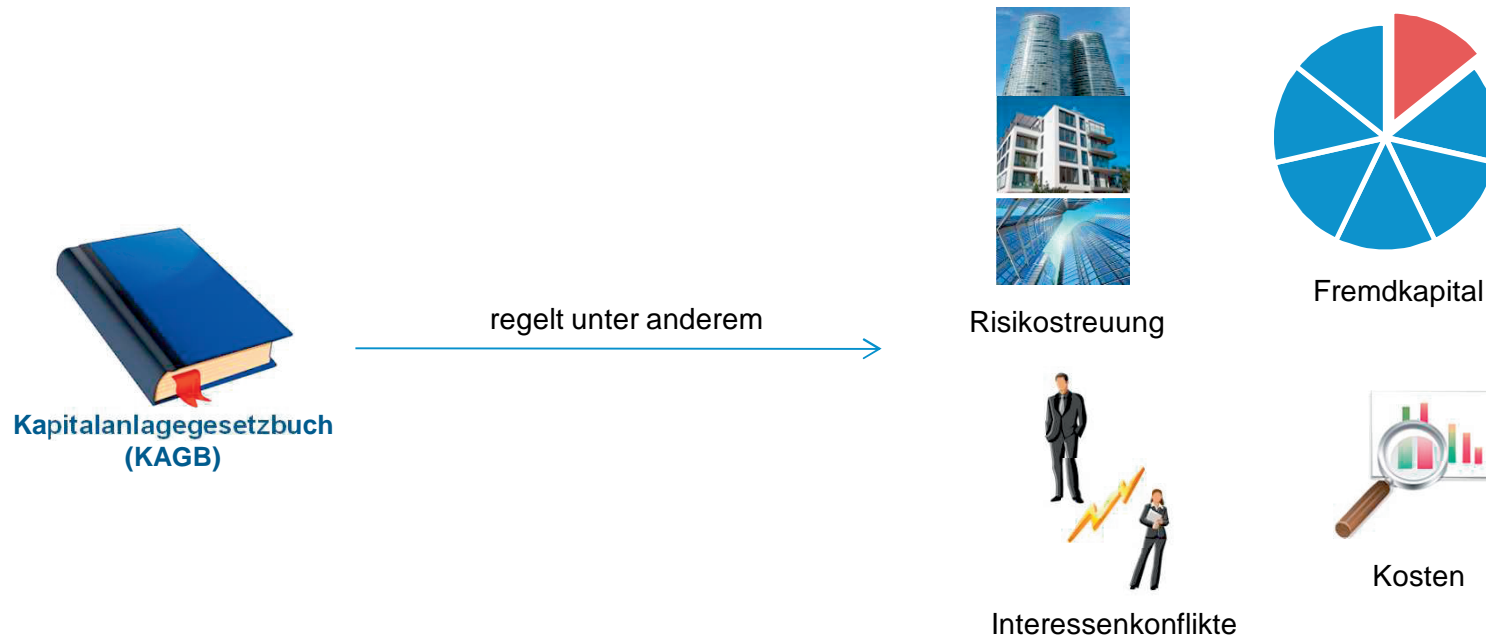 Kapitalanlagegesetzbuch
(KAGB)
regelt unter anderem
Risikostreuung
Fremdkapital
Interessenkonflikte
Kosten